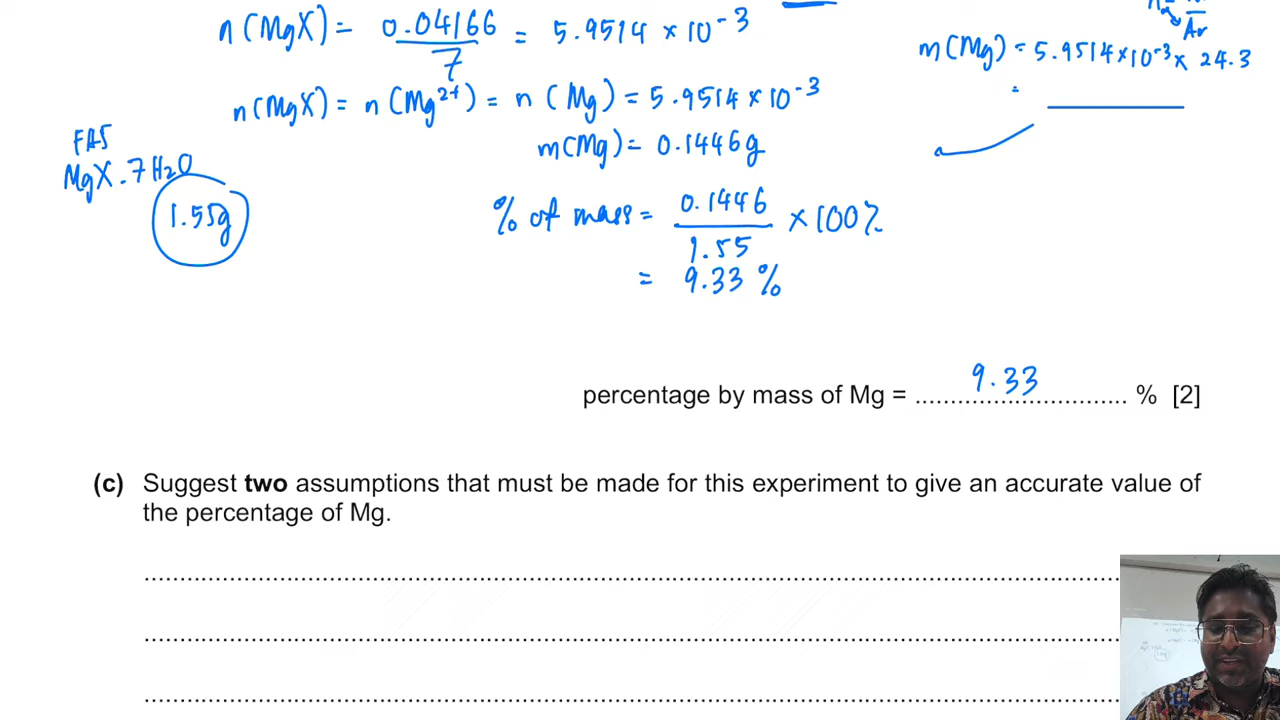 n(MgX) = 0.04166 / 7 = 5.9514 × 10⁻³
Ar
m(Mg) = 5.9514×10⁻³ × 24.3
=
n(MgX) = n(Mg²⁺) = n(Mg) = 5.9514 × 10⁻³
m(Mg) = 0.1446g
FA5
MgX.7H₂O
1.55g
% of mass = 0.1446 / 1.55 × 100%
= 9.33 %
percentage by mass of Mg = 9.33 % [2]
(c) Suggest two assumptions that must be made for this experiment to give an accurate value of
the percentage of Mg.